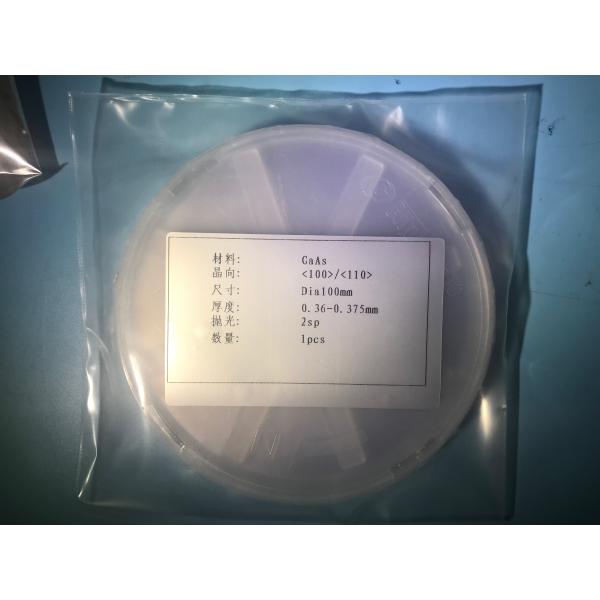 材料: GaAs
晶向: <100>/<110>
尺寸: Dia100mm
厚度: 0.36-0.375mm
抛光: 2sp
数量: 1pcs